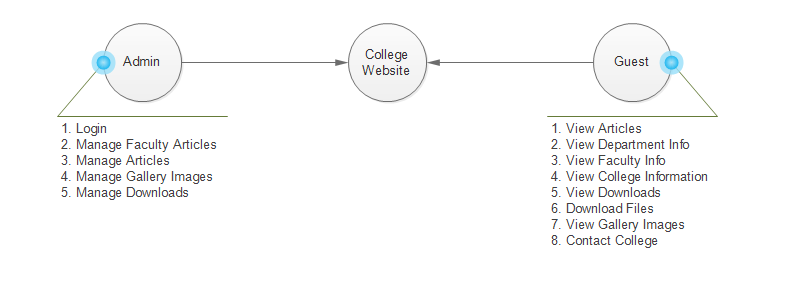 Admin
College
Website
Guest
1. Login
2. Manage Faculty Articles
3. Manage Articles
4. Manage Gallery Images
5. Manage Downloads
1. View Articles
2. View Department Info
3. View Faculty Info
4. View College Information
5. View Downloads
6. Download Files
7. View Gallery Images
8. Contact College